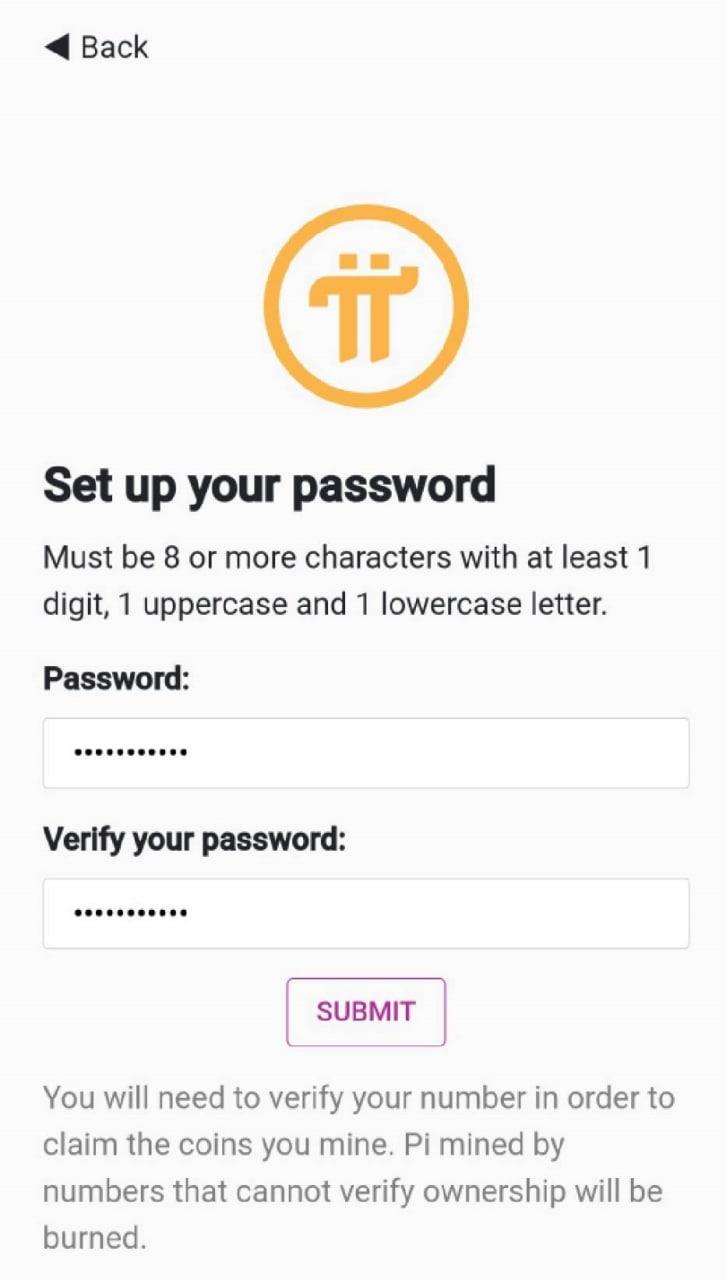 ◀ Back
Set up your password
Must be 8 or more characters with at least 1
digit, 1 uppercase and 1 lowercase letter.
Password:
•••••••••••
Verify your password:
•••••••••••
SUBMIT
You will need to verify your number in order to
claim the coins you mine. Pi mined by
numbers that cannot verify ownership will be
burned.